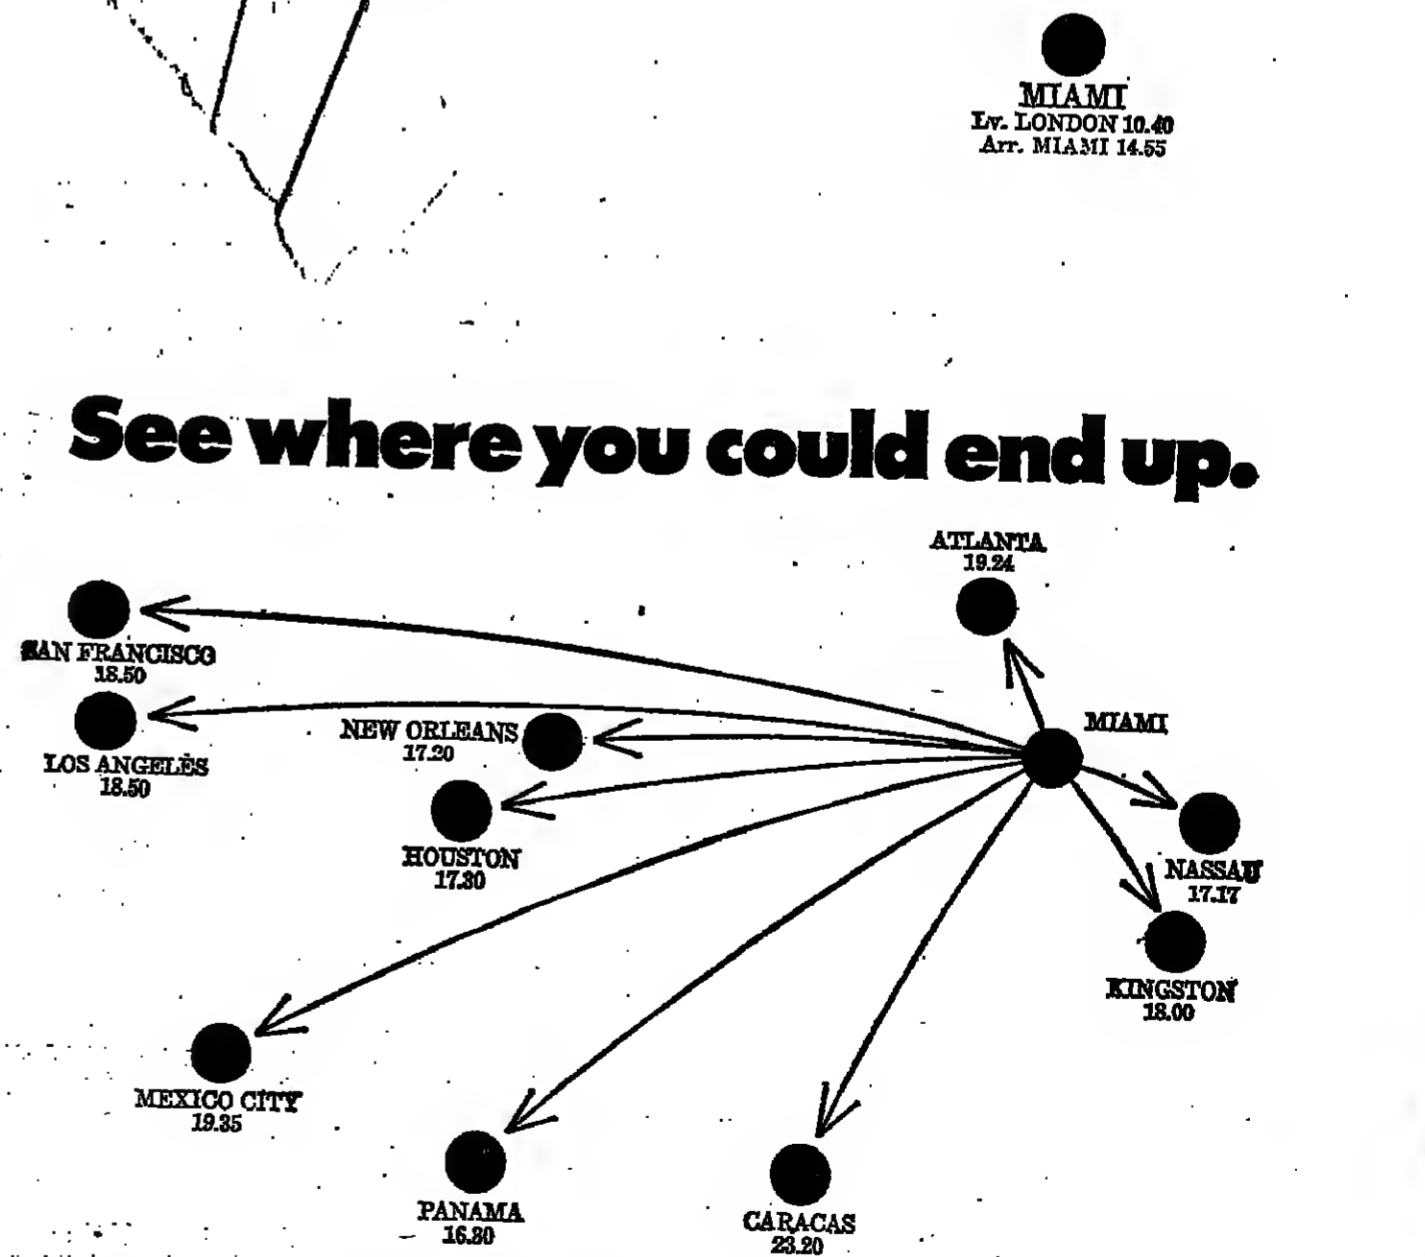 MIAMI
Lv. LONDON 10.40
Arr. MIAMI 14.55
See where you could end up.
ATLANTA
19.24
SAN FRANCISCO
18.50
LOS ANGELES
18.50
NEW ORLEANS
17.20
MIAMI
HOUSTON
17.30
NASSAU
17.17
KINGSTON
18.00
MEXICO CITY
19.35
PANAMA
16.30
CARACAS
23.20